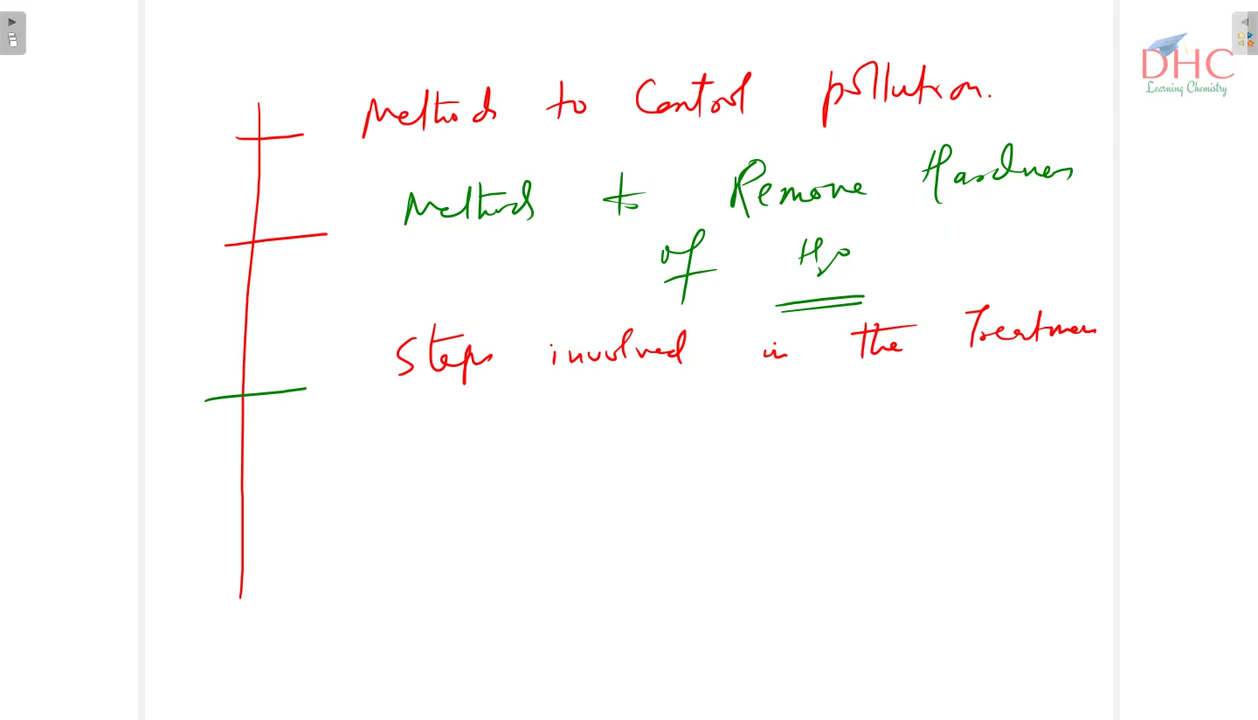 DHC
Learning Chemistry
Methods to Control pollution.
Methods to Remove Hardness
of H₂O
Steps involved in the Treatmen